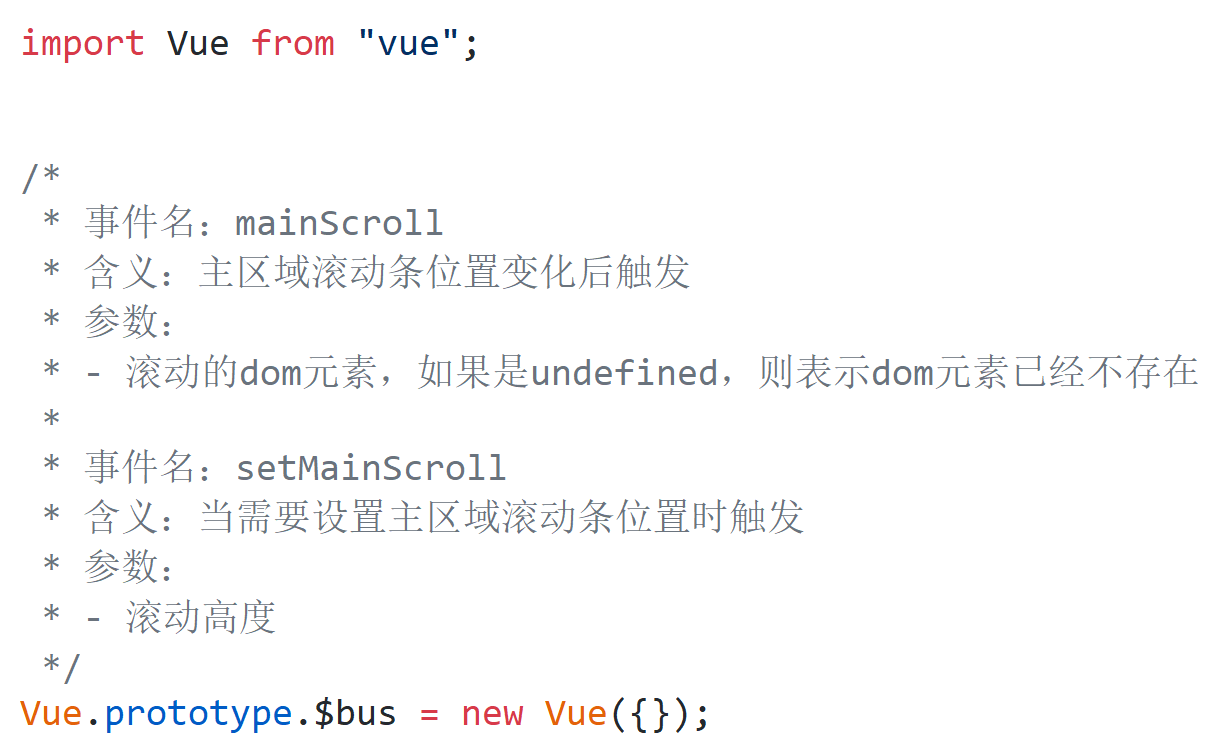 import Vue from "vue";
/*
 * 事件名：mainScroll
 * 含义：主区域滚动条位置变化后触发
 * 参数：
 * - 滚动的dom元素，如果是undefined，则表示dom元素已经不存在
 *
 * 事件名：setMainScroll
 * 含义：当需要设置主区域滚动条位置时触发
 * 参数：
 * - 滚动高度
 */
Vue.prototype.$bus = new Vue({});